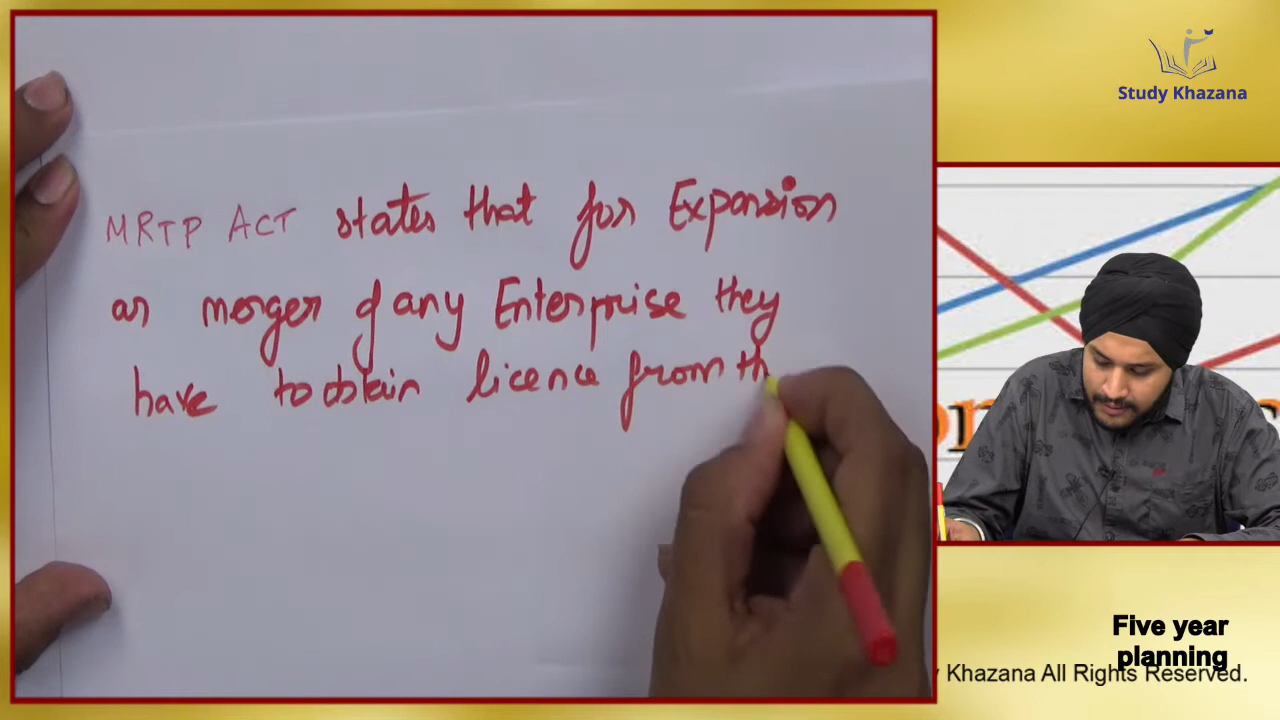 MRTP ACT states that for Expansion
or merger of any Enterprise they
have to obtain licence from th
Study Khazana
Five year
planning
Khazana All Rights Reserved.